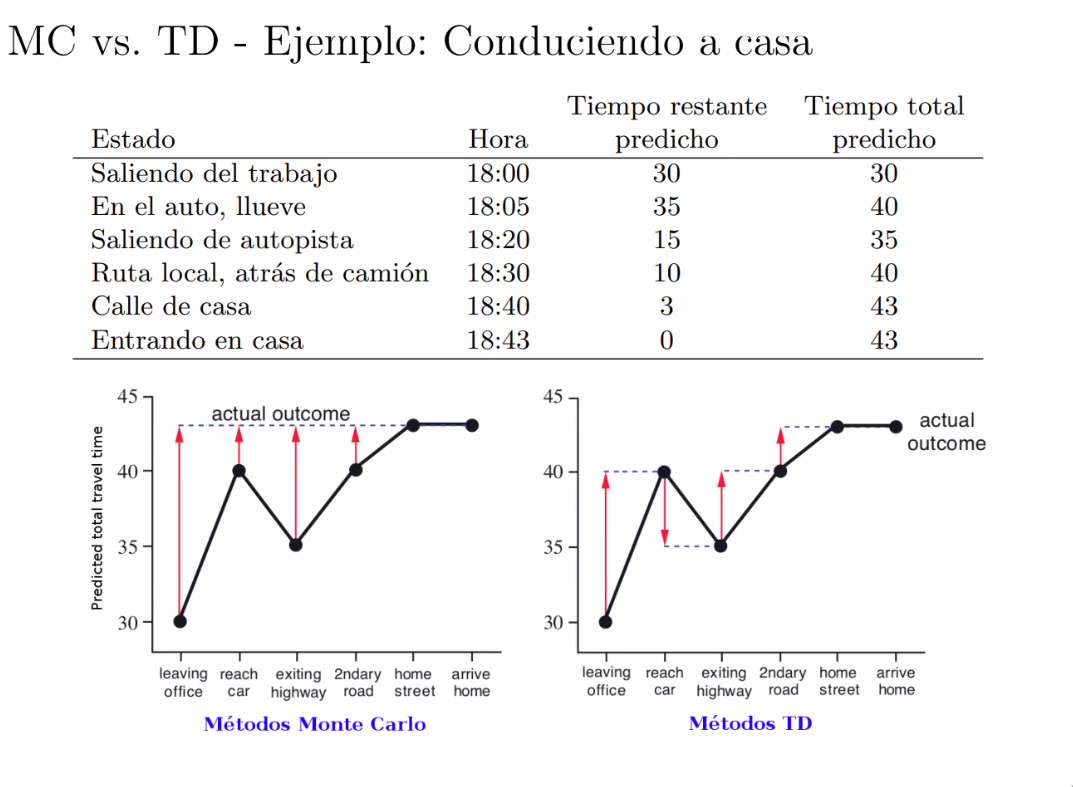 MC vs. TD - Ejemplo: Conduciendo a casa
Tiempo restante Tiempo total
Estado Hora predicho predicho
Saliendo del trabajo 18:00 30 30
En el auto, llueve 18:05 35 40
Saliendo de autopista 18:20 15 35
Ruta local, atrás de camión 18:30 10 40
Calle de casa 18:40 3 43
Entrando en casa 18:43 0 43
Predicted total travel time
45
40
35
30
actual outcome
leaving office
reach car
exiting highway
2ndary road
home street
arrive home
Métodos Monte Carlo
45
40
35
30
actual
outcome
leaving office
reach car
exiting highway
2ndary road
home street
arrive home
Métodos TD